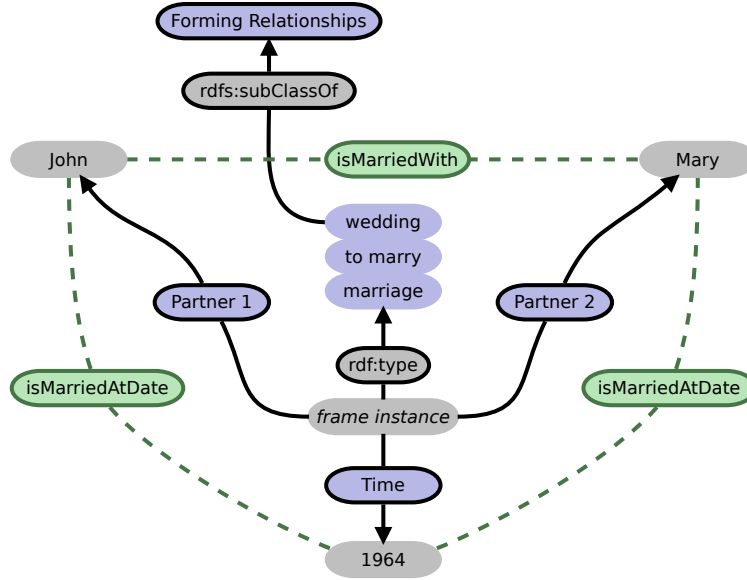 Forming Relationships
rdfs:subClassOf
John
isMarriedWith
Mary
wedding
to marry
marriage
Partner 1
Partner 2
rdf:type
isMarriedAtDate
isMarriedAtDate
frame instance
Time
1964